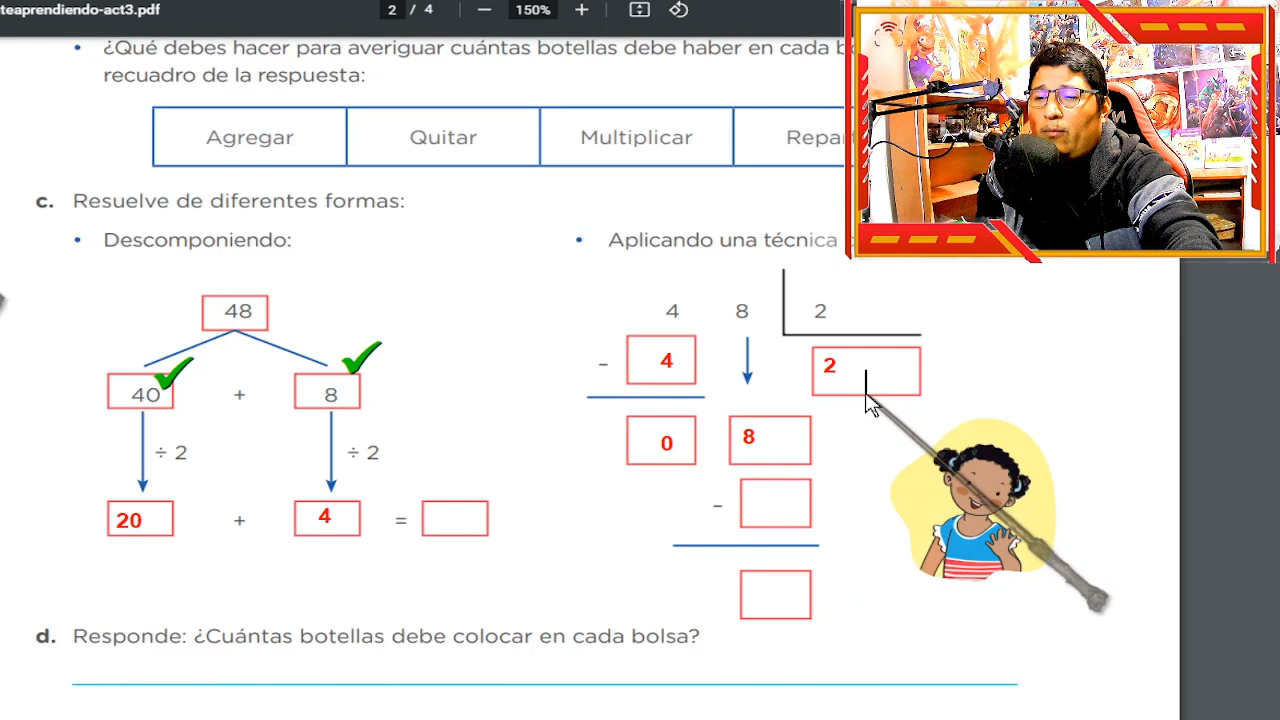 teaprendiendo-act3.pdf
2 / 4 — 150% +
• ¿Qué debes hacer para averiguar cuántas botellas debe haber en cada
recuadro de la respuesta:
Agregar Quitar Multiplicar
c. Resuelve de diferentes formas:
• Descomponiendo:
• Aplicando una técnica
48
40 + 8
÷ 2 ÷ 2
20 + 4 =
4 8 2
– 4 2
0 8
–
d. Responde: ¿Cuántas botellas debe colocar en cada bolsa?